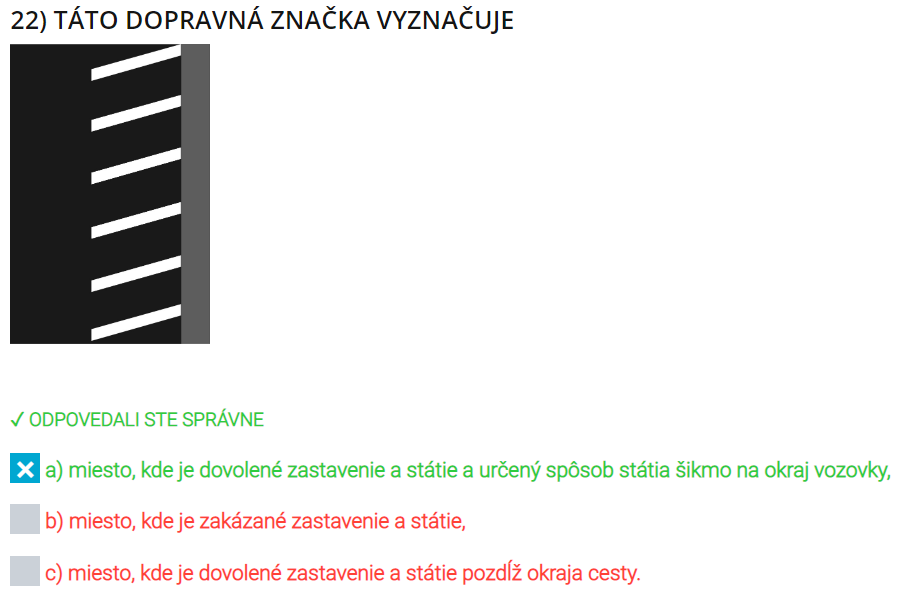 22) TÁTO DOPRAVNÁ ZNAČKA VYZNAČUJE
✓ ODPOVEDALI STE SPRÁVNE
a) miesto, kde je dovolené zastavenie a státie a určený spôsob státia šikmo na okraj vozovky,
b) miesto, kde je zakázané zastavenie a státie,
c) miesto, kde je dovolené zastavenie a státie pozdĺž okraja cesty.